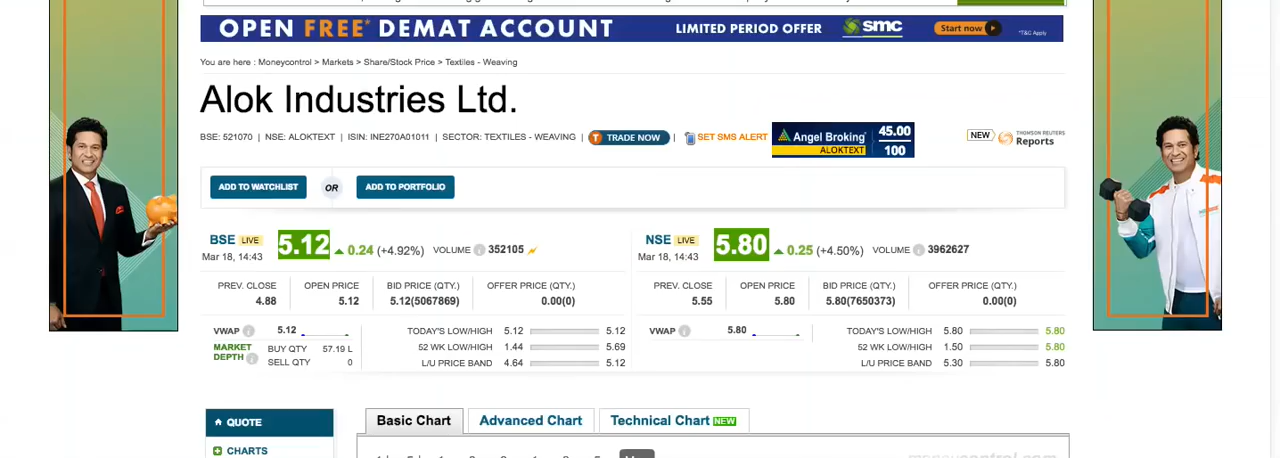 OPEN FREE* DEMAT ACCOUNT LIMITED PERIOD OFFER smc Start now *T&C Apply
You are here : Moneycontrol > Markets > Share/Stock Price > Textiles - Weaving
Alok Industries Ltd.
BSE: 521070 | NSE: ALOKTEXT | ISIN: INE270A01011 | SECTOR: TEXTILES - WEAVING | T TRADE NOW | SET SMS ALERT Angel Broking ALOKTEXT 45.00 100 NEW THOMSON REUTERS Reports
ADD TO WATCHLIST OR ADD TO PORTFOLIO
BSE LIVE 5.12 0.24 (+4.92%) VOLUME 352105
Mar 18, 14:43
PREV. CLOSE OPEN PRICE BID PRICE (QTY.) OFFER PRICE (QTY.)
4.88 5.12 5.12(5067869) 0.00(0)
VWAP 5.12
MARKET DEPTH BUY QTY 57.19 L
SELL QTY 0
TODAY'S LOW/HIGH 5.12 5.12
52 WK LOW/HIGH 1.44 5.69
L/U PRICE BAND 4.64 5.12
NSE LIVE 5.80 0.25 (+4.50%) VOLUME 3962627
Mar 18, 14:43
PREV. CLOSE OPEN PRICE BID PRICE (QTY.) OFFER PRICE (QTY.)
5.55 5.80 5.80(7650373) 0.00(0)
VWAP 5.80
TODAY'S LOW/HIGH 5.80 5.80
52 WK LOW/HIGH 1.50 5.80
L/U PRICE BAND 5.30 5.80
QUOTE
CHARTS
Basic Chart Advanced Chart Technical Chart NEW